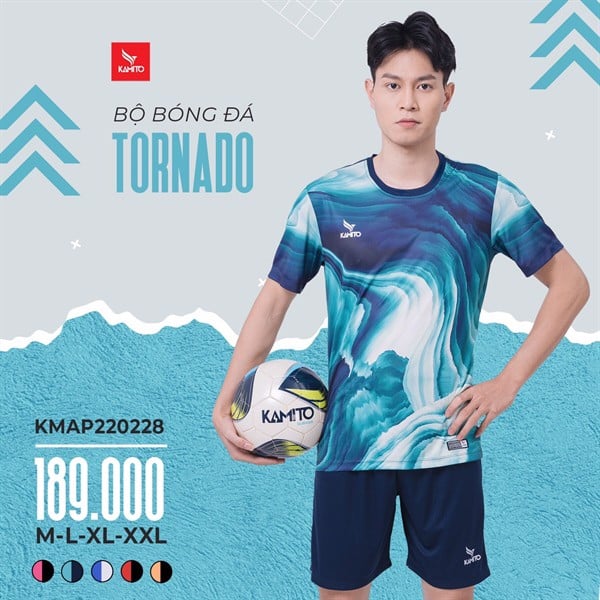 KAMITO
BỘ BÓNG ĐÁ
TORNADO
KAMITO
KAMITO
KMAP220228
189.000
M-L-XL-XXL
KAMITO